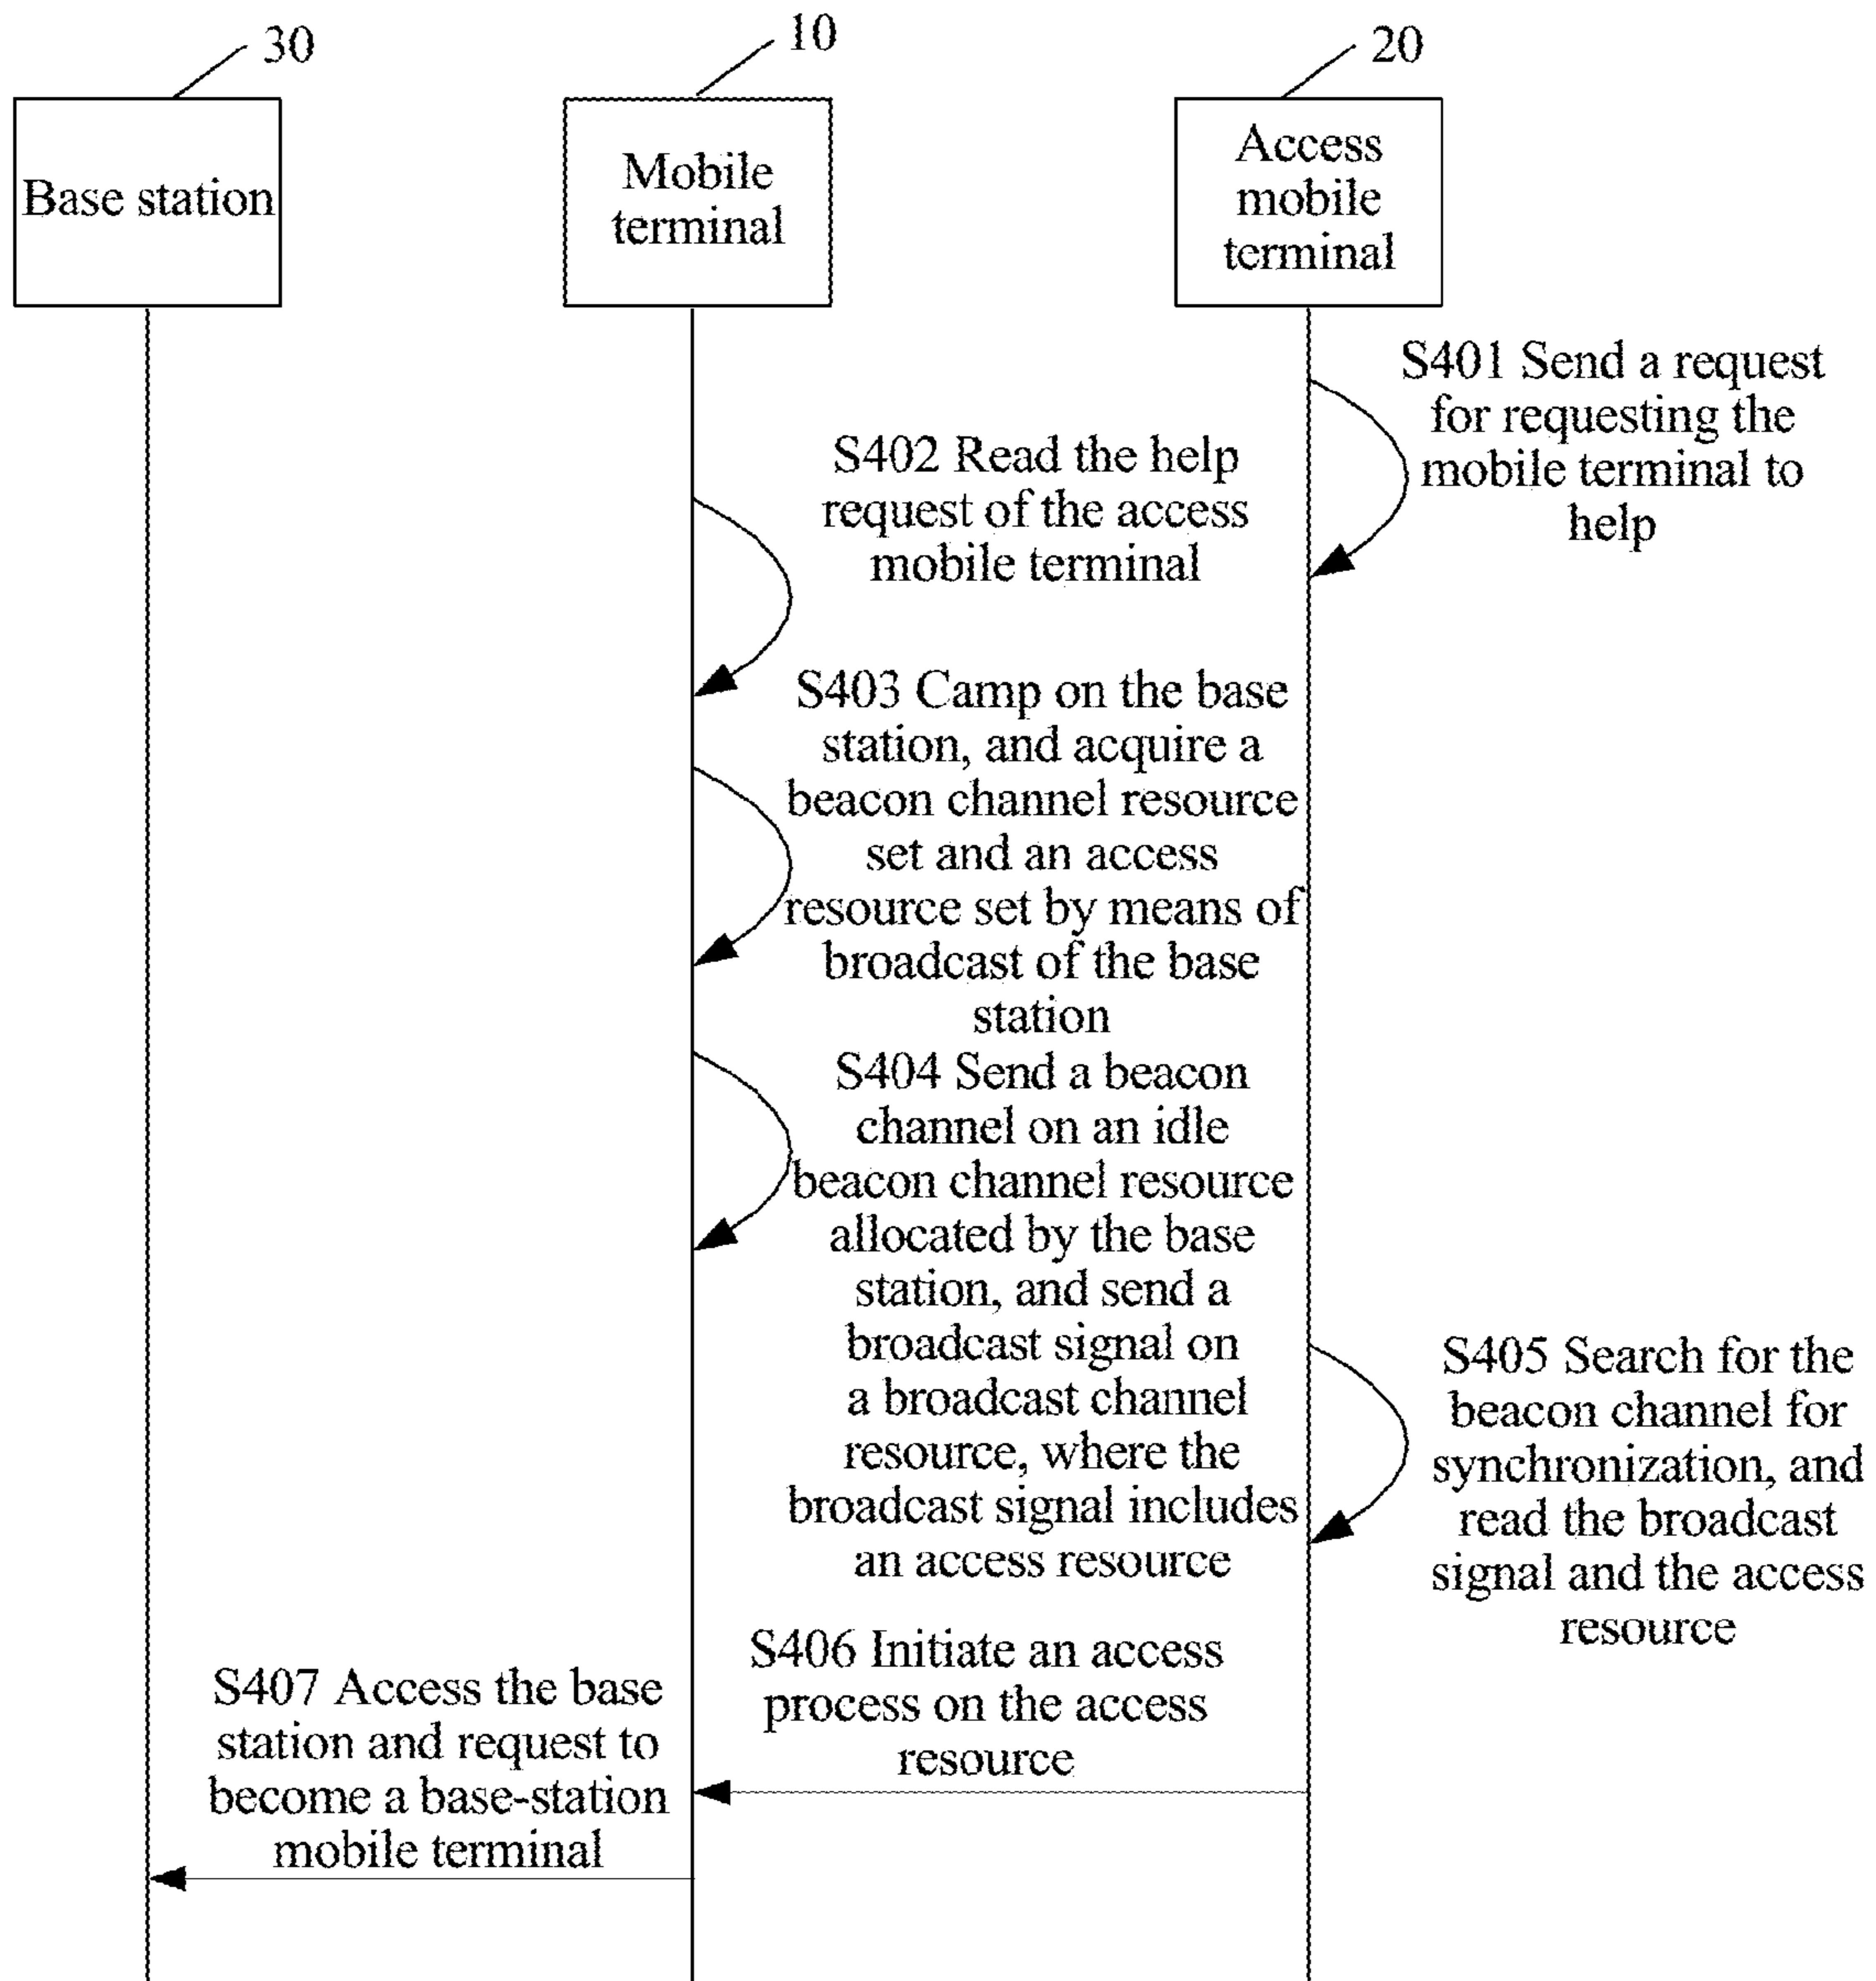 30
10
20
Base station
Mobile
terminal
Access
mobile
terminal
S401 Send a request
for requesting the
mobile terminal to
help
S402 Read the help
request of the access
mobile terminal
S403 Camp on the base
station, and acquire a
beacon channel resource
set and an access
resource set by means of
broadcast of the base
station
S404 Send a beacon
channel on an idle
beacon channel resource
allocated by the base
station, and send a
broadcast signal on
a broadcast channel
resource, where the
broadcast signal includes
an access resource
S405 Search for the
beacon channel for
synchronization, and
read the broadcast
signal and the access
resource
S406 Initiate an access
process on the access
resource
S407 Access the base
station and request to
become a base-station
mobile terminal